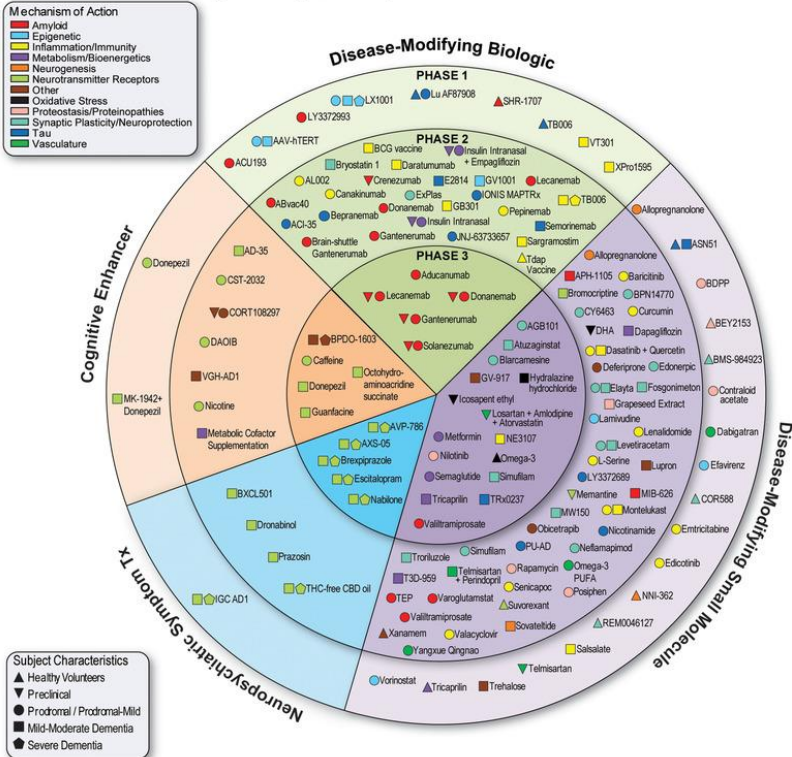 Mechanism of Action
Amyloid
Epigenetic
Inflammation/Immunity
Metabolism/Bioenergetics
Neurogenesis
Neurotransmitter Receptors
Other
Oxidative Stress
Proteostasis/Proteinopathies
Synaptic Plasticity/Neuroprotection
Tau
Vasculature
Disease-Modifying Biologic
PHASE 1
LX1001
Lu AF87908
SHR-1707
LY3372993
TB006
AAV-hTERT
VT301
ACU193
XPro1595
PHASE 2
BCG vaccine
Insulin Intranasal
+ Empagliflozin
Bryostatin 1
Daratumumab
AL002
Crenezumab
E2814
GV1001
Lecanemab
Canakinumab
ExPlas
IONIS MAPTRx
ABvac40
Donanemab
GB301
TB006
Bepranemab
Pepinemab
ACI-35
Insulin Intranasal
Semorinemab
Brain-shuttle
Gantenerumab
Gantenerumab
JNJ-63733657
Sargramostim
Tdap
Vaccine
PHASE 3
Aducanumab
Lecanemab
Donanemab
Gantenerumab
Solanezumab
Cognitive Enhancer
Donepezil
MK-1942+
Donepezil
AD-35
CST-2032
CORT108297
DAOIB
VGH-AD1
Nicotine
Metabolic Cofactor
Supplementation
BPDO-1603
Caffeine
Octohydro-
aminoacridine
succinate
Donepezil
Guanfacine
Neuropsychiatric Symptom Tx
IGC AD1
BXCL501
Dronabinol
Prazosin
THC-free CBD oil
AVP-786
AXS-05
Brexpiprazole
Escitalopram
Nabilone
Disease-Modifying Small Molecule
AGB101
Atuzaginstat
Blarcamesine
GV-917
Hydralazine
hydrochloride
Icosapent ethyl
Losartan + Amlodipine
+ Atorvastatin
Metformin
NE3107
Nilotinib
Omega-3
Semaglutide
Simufilam
Tricaprilin
TRx0237
Valiltramiprosate
Allopregnanolone
APH-1105
Baricitinib
Bromocriptine
BPN14770
CY6463
Curcumin
DHA
Dapagliflozin
Dasatinib + Quercetin
Deferiprone
Edonerpic
Elayta
Fosgonimeton
Grapeseed Extract
Lamivudine
Lenalidomide
Levetiracetam
L-Serine
Lupron
LY3372689
Memantine
MIB-626
MW150
Montelukast
Obicetrapib
Nicotinamide
PU-AD
Neflamapimod
Troriluzole
Simufilam
Omega-3
PUFA
T3D-959
Telmisartan
+ Perindopril
Rapamycin
Senicapoc
Posiphen
TEP
Varoglutamstat
Suvorexant
Valiltramiprosate
Sovateltide
Xanamem
Valacyclovir
Yangxue Qingnao
Allopregnanolone
ASN51
BDPP
BEY2153
BMS-984923
Contraloid
acetate
Dabigatran
Efavirenz
COR588
Emtricitabine
Edicotinib
NNI-362
REM0046127
Salsalate
Telmisartan
Trehalose
Tricaprilin
Vorinostat
Subject Characteristics
Healthy Volunteers
Preclinical
Prodromal / Prodromal-Mild
Mild-Moderate Dementia
Severe Dementia